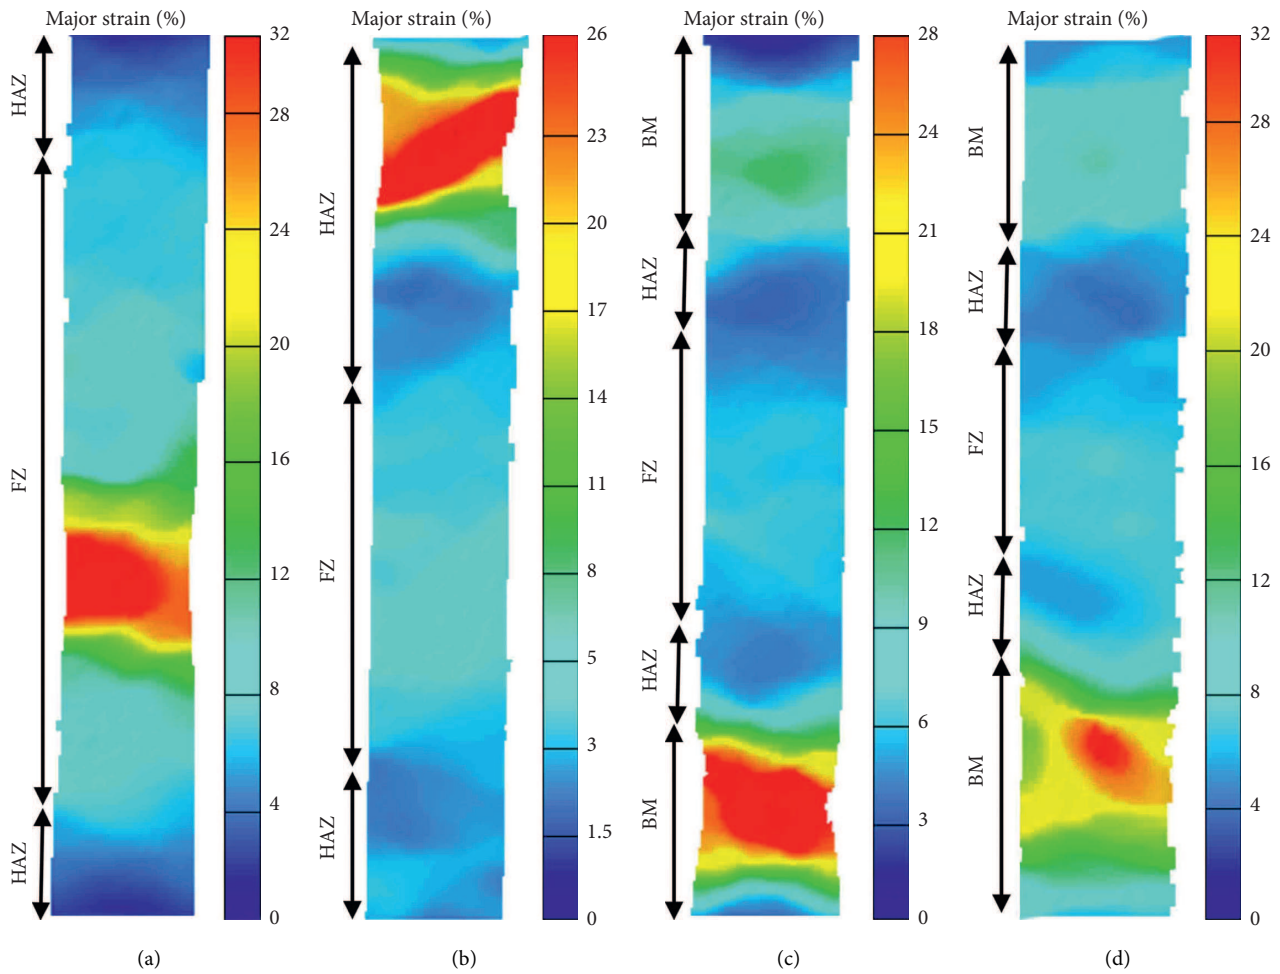 Major strain (%)
HAZ
FZ
HAZ
32
28
24
20
16
12
8
4
0
(a)
Major strain (%)
HAZ
FZ
HAZ
26
23
20
17
14
11
8
5
3
1.5
0
(b)
Major strain (%)
BM
HAZ
FZ
HAZ
BM
28
24
21
18
15
12
9
6
3
0
(c)
Major strain (%)
BM
HAZ
FZ
HAZ
BM
32
28
24
20
16
12
8
4
0
(d)